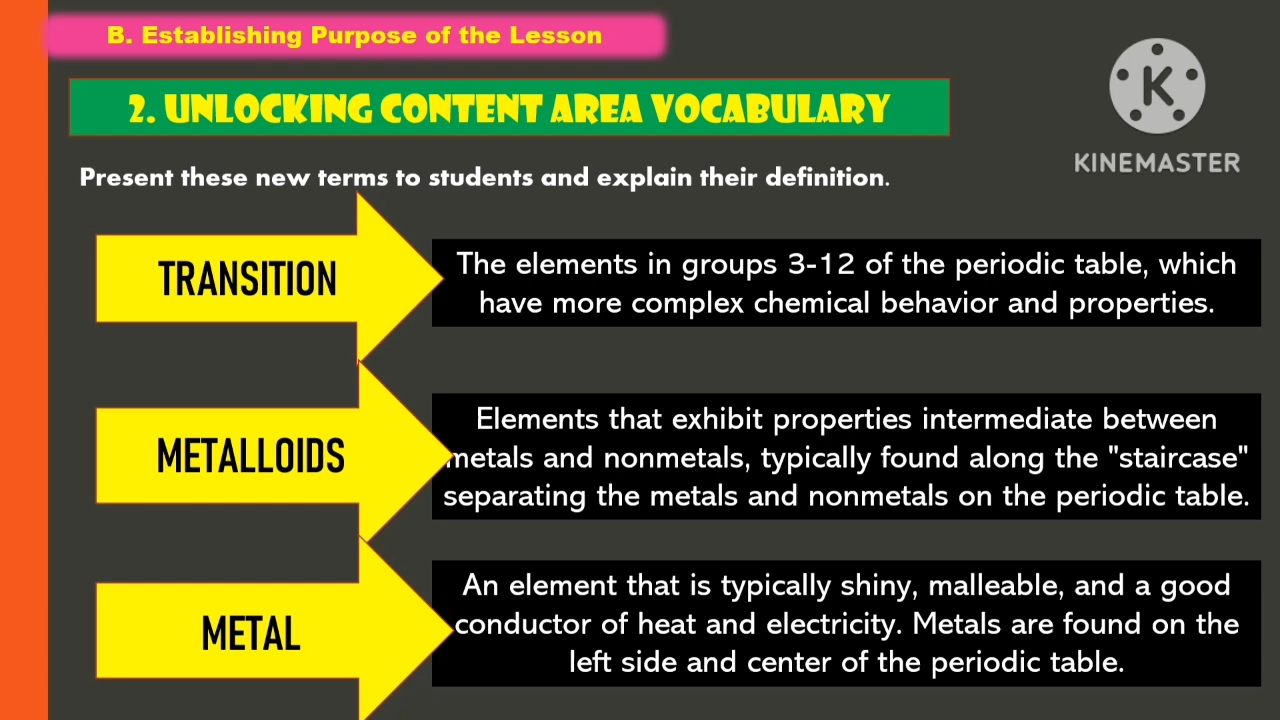 B. Establishing Purpose of the Lesson
2. UNLOCKING CONTENT AREA VOCABULARY
K
KINEMASTER
Present these new terms to students and explain their definition.
TRANSITION
The elements in groups 3-12 of the periodic table, which
have more complex chemical behavior and properties.
METALLOIDS
Elements that exhibit properties intermediate between
metals and nonmetals, typically found along the "staircase"
separating the metals and nonmetals on the periodic table.
METAL
An element that is typically shiny, malleable, and a good
conductor of heat and electricity. Metals are found on the
left side and center of the periodic table.